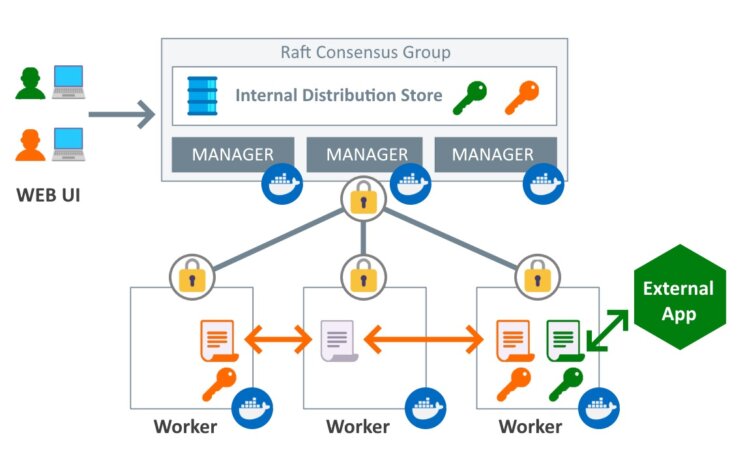 Raft Consensus Group
Internal Distribution Store
MANAGER
MANAGER
MANAGER
WEB UI
External
App
Worker
Worker
Worker